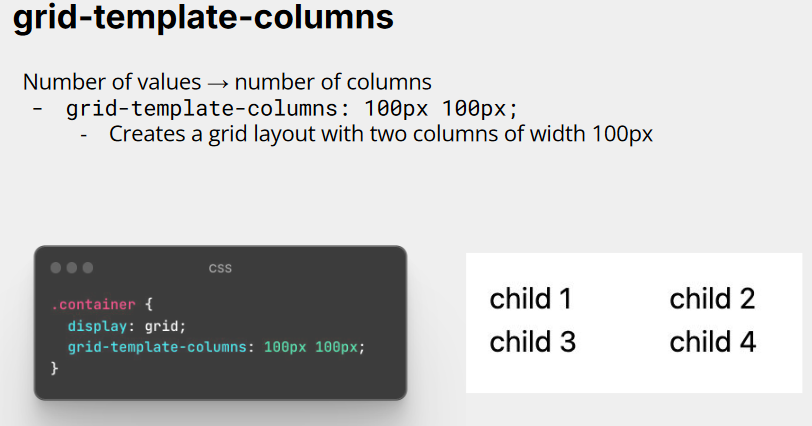 grid-template-columns
Number of values → number of columns
- grid-template-columns: 100px 100px;
- Creates a grid layout with two columns of width 100px
css
.container {
display: grid;
grid-template-columns: 100px 100px;
}
child 1 child 2
child 3 child 4